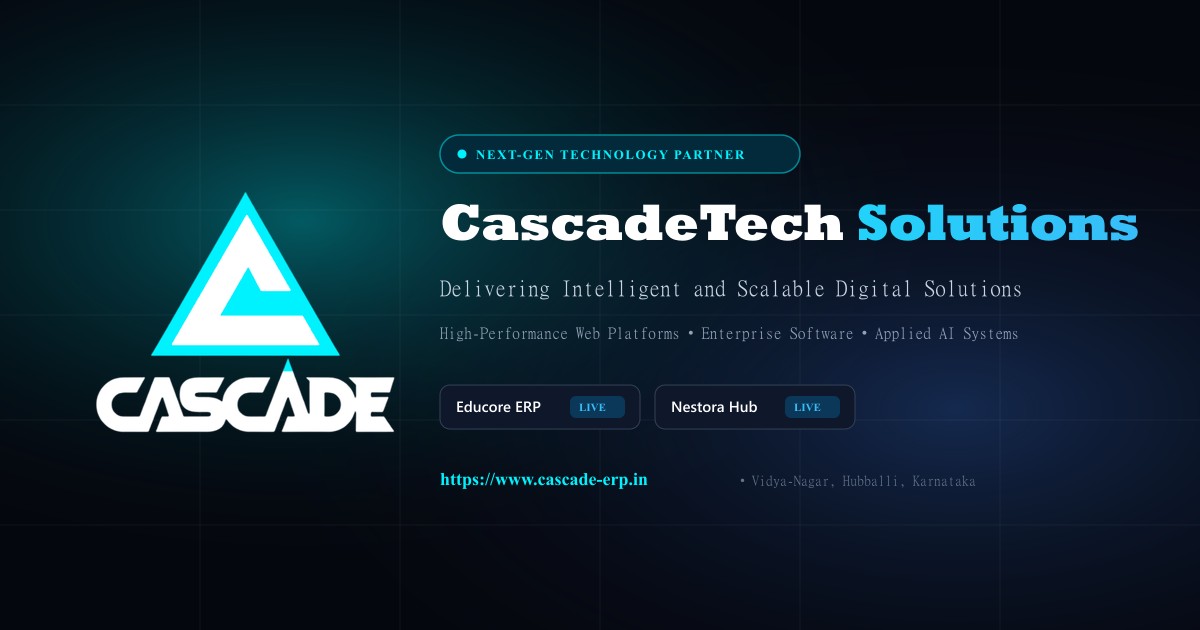 NEXT-GEN TECHNOLOGY PARTNER
CascadeTech Solutions
Delivering Intelligent and Scalable Digital Solutions
High-Performance Web Platforms • Enterprise Software • Applied AI Systems
CASCADE
Educore ERP LIVE Nestora Hub LIVE
https://www.cascade-erp.in • Vidya-Nagar, Hubballi, Karnataka